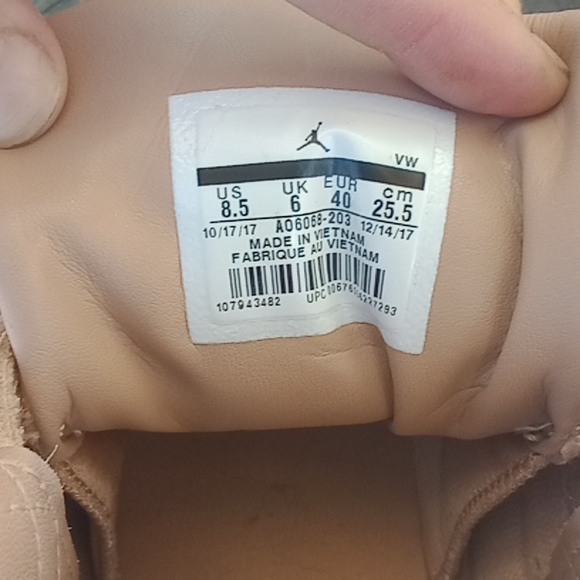 VW
US UK EUR cm
8.5 6 40 25.5
10/17/17 AO6068-203 12/14/17
MADE IN VIETNAM
FABRIQUE AU VIETNAM
107943482